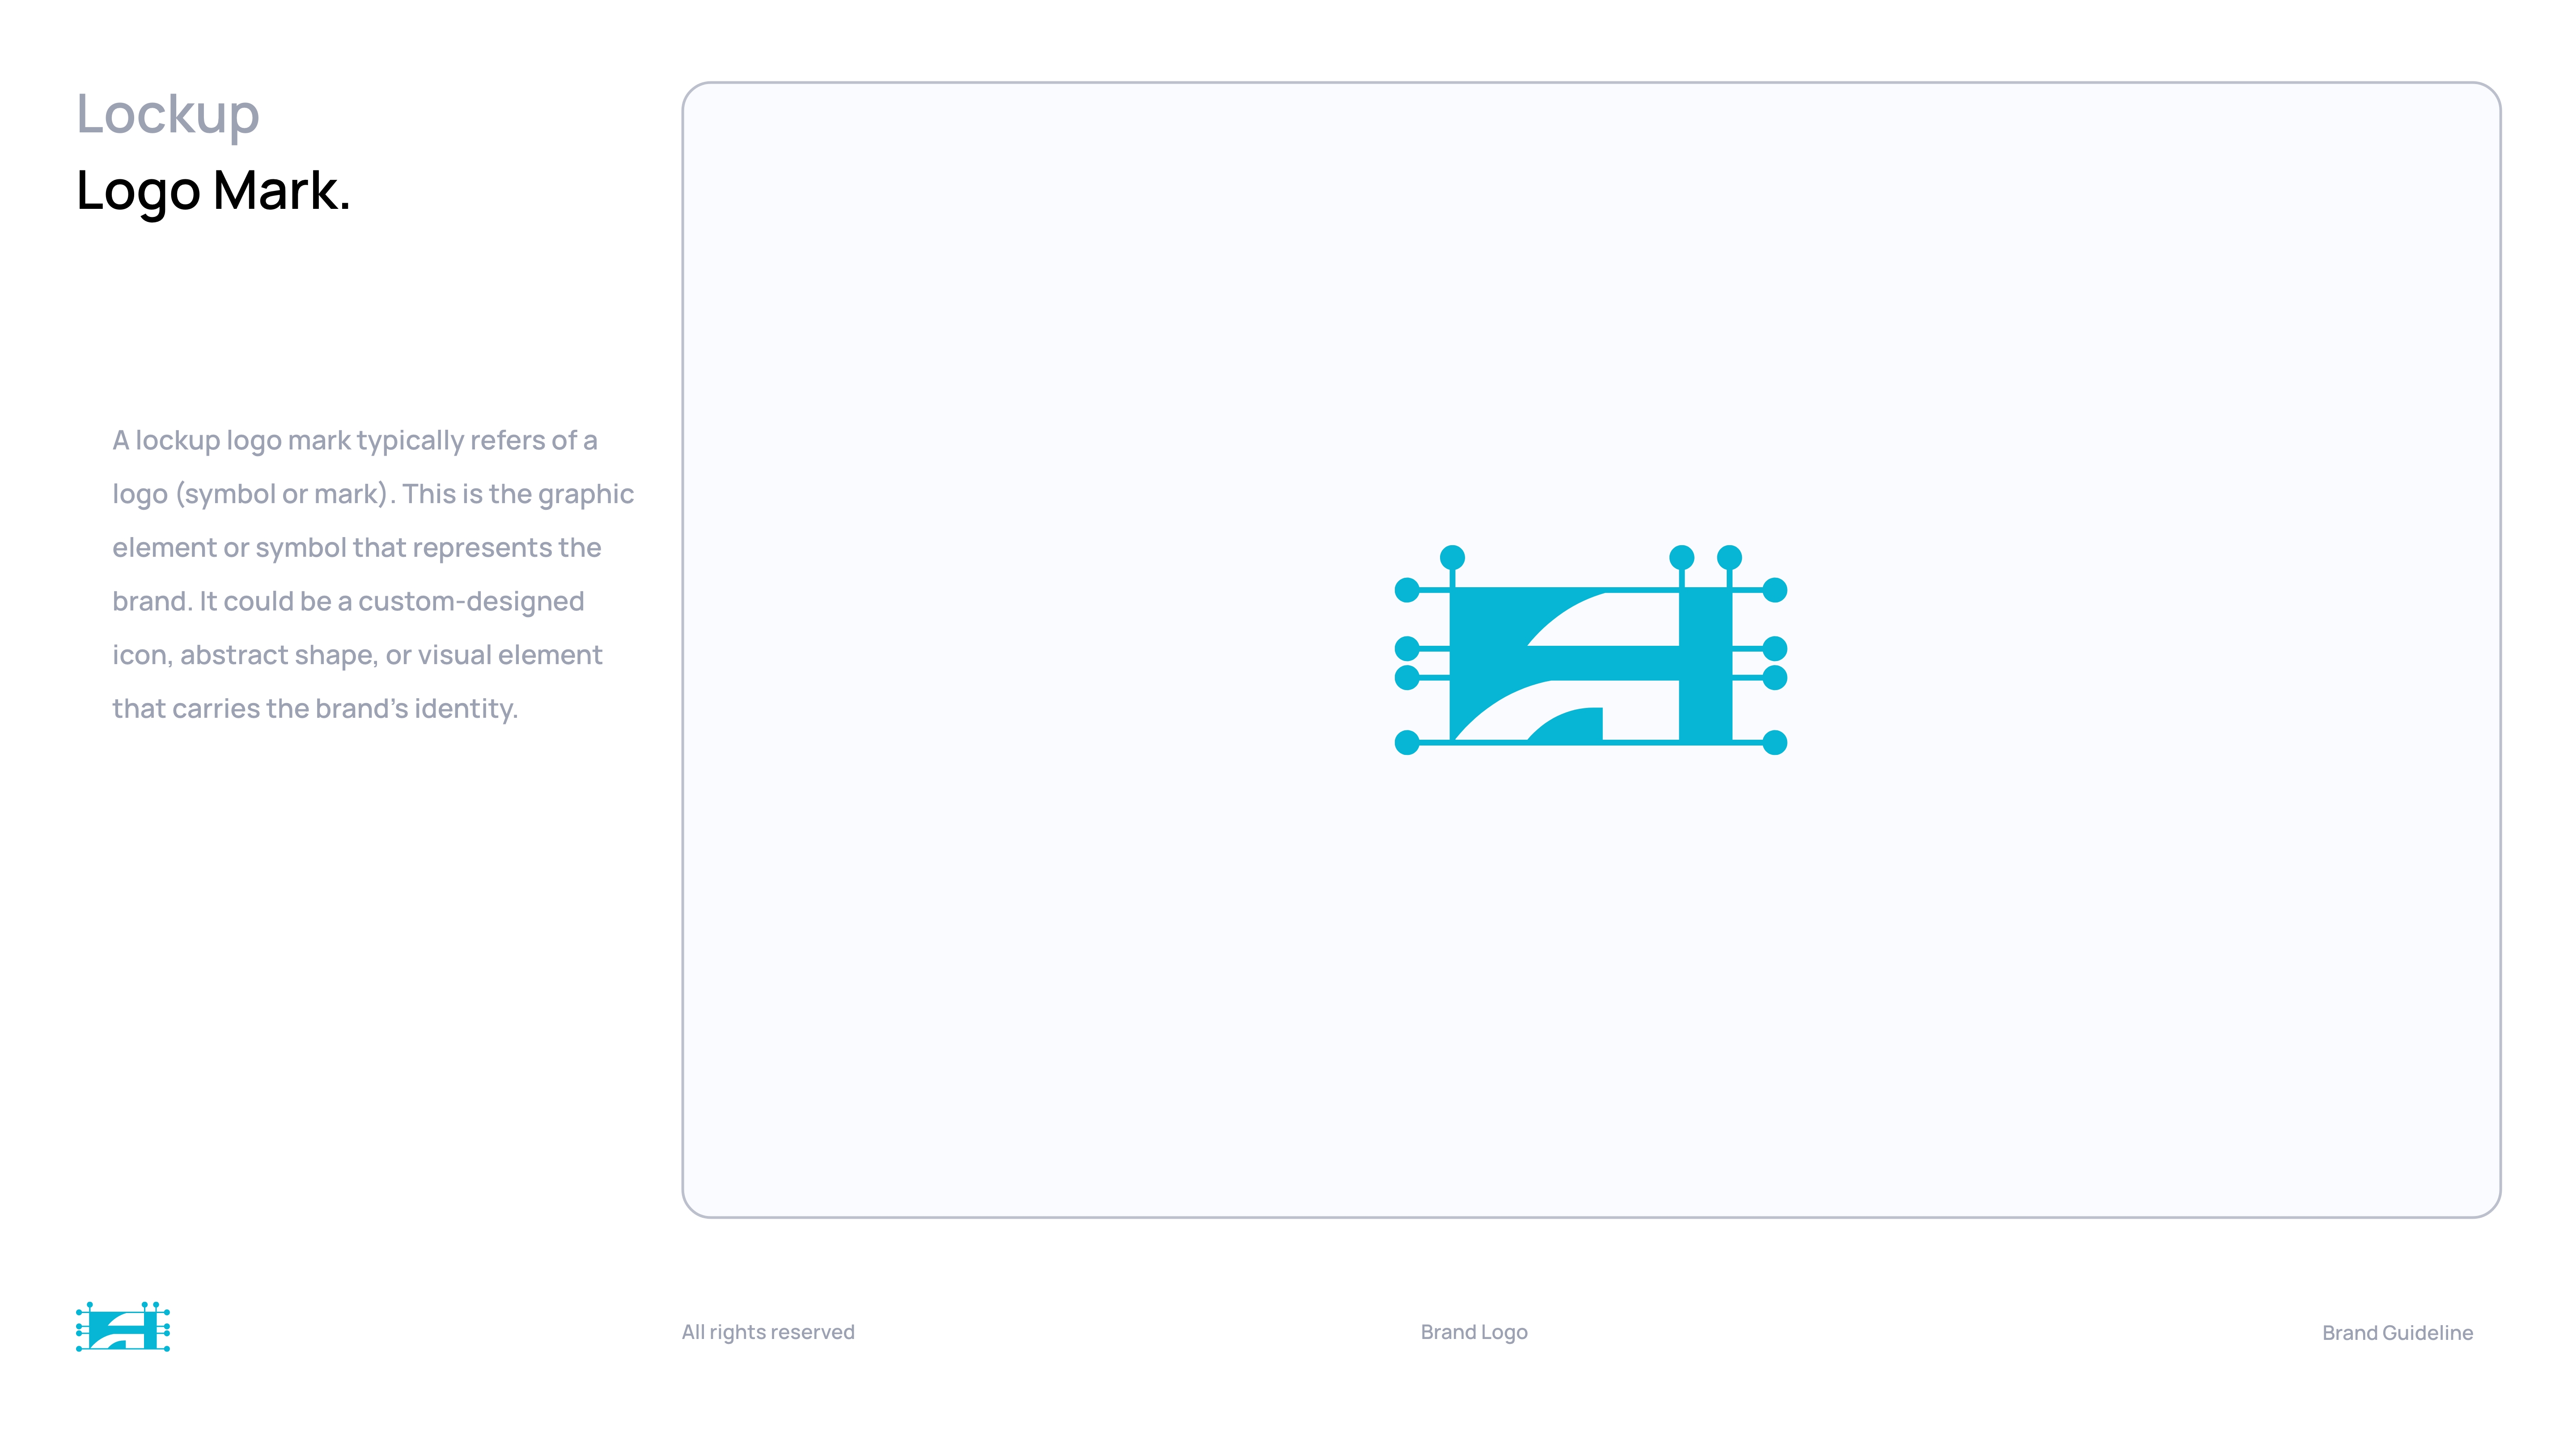 Lockup
Logo Mark.
A lockup logo mark typically refers of a
logo (symbol or mark). This is the graphic
element or symbol that represents the
brand. It could be a custom-designed
icon, abstract shape, or visual element
that carries the brand’s identity.
All rights reserved
Brand Logo
Brand Guideline